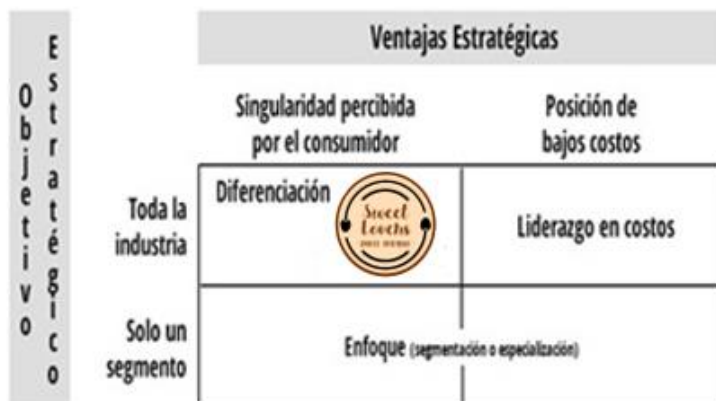 Objetivo
Estratégico
Ventajas Estratégicas
Singularidad percibida
por el consumidor
Posición de
bajos costos
Toda la
industria
Diferenciación
Sweet
Lovers
Liderazgo en costos
Solo un
segmento
Enfoque (segmentación o especialización)